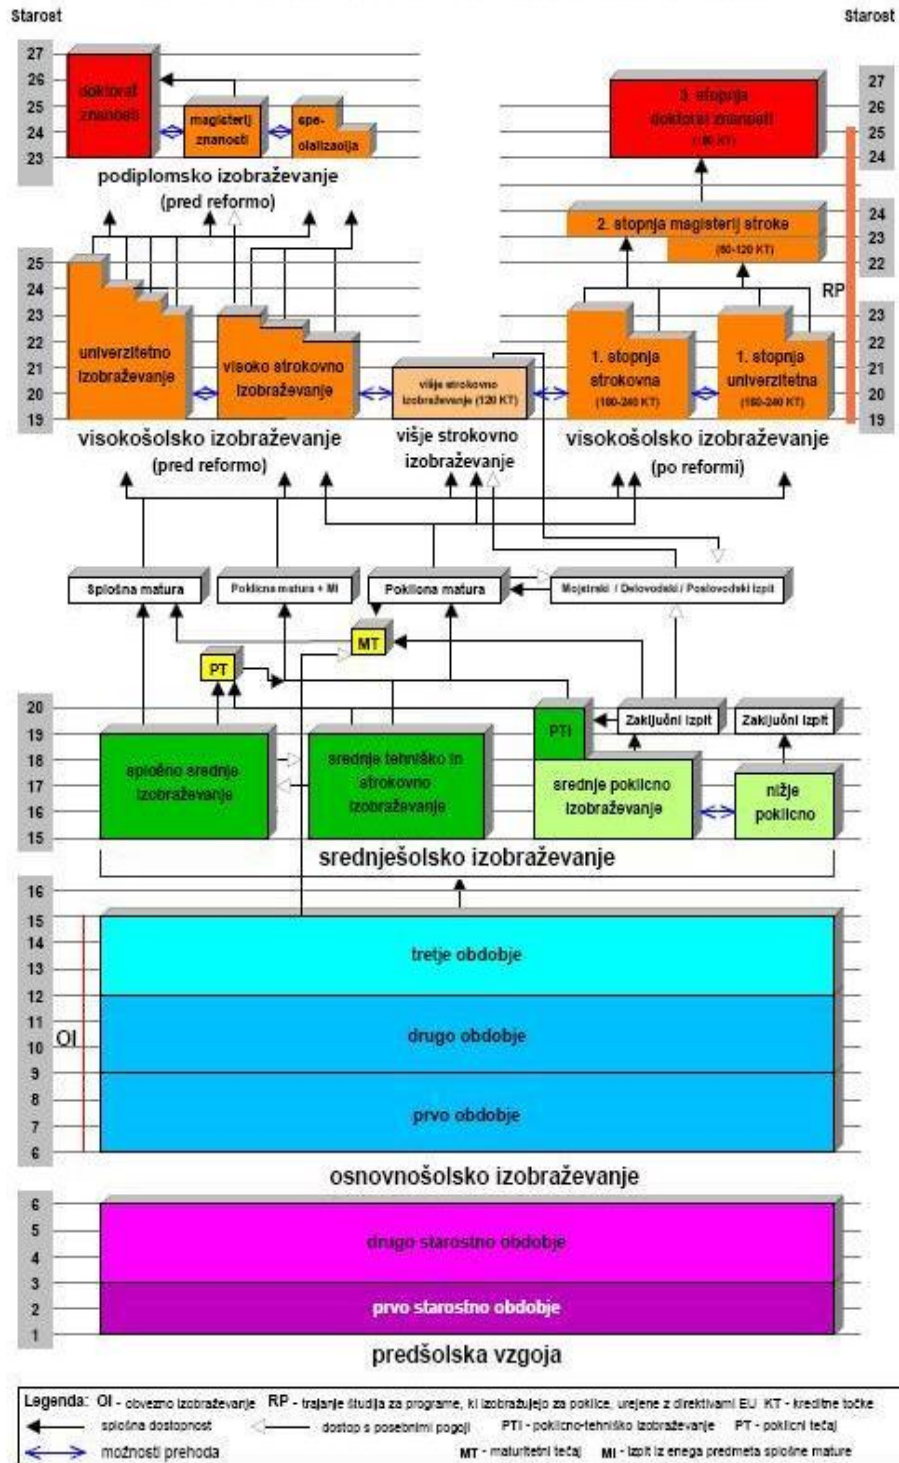 Starost
Starost
27
26
25
24
23
doktorat
znanosti
magisterij
znanosti
spe-
cializacija
podiplomsko izobraževanje
(pred reformo)
27
26
25
24
3. stopnja
doktorat znanosti
(180 KT)
24
23
22
2. stopnja magisterij stroke
(60-120 KT)
RP
25
24
23
22
21
20
19
univerzitetno
izobraževanje
visoko strokovno
izobraževanje
višje strokovno
izobraževanje (120 KT)
1. stopnja
strokovna
(180-240 KT)
1. stopnja
univerzitetna
(180-240 KT)
23
22
21
20
19
visokošolsko izobraževanje
(pred reformo)
višje strokovno
izobraževanje
visokošolsko izobraževanje
(po reformi)
Splošna matura
Poklicna matura + MI
Poklicna matura
Mojstrski / Delovodski / Poslovodski izpit
MT
PT
20
19
18
17
16
15
splošno srednje
izobraževanje
srednje tehniško in
strokovno
izobraževanje
PTI
Zaključni izpit
Zaključni izpit
srednje poklicno
izobraževanje
nižje
poklicno
srednješolsko izobraževanje
16
15
14
13
12
11
10
9
8
7
6
OI
tretje obdobje
drugo obdobje
prvo obdobje
osnovnošolsko izobraževanje
6
5
4
3
2
1
drugo starostno obdobje
prvo starostno obdobje
predšolska vzgoja
Legenda: OI - obvezno izobraževanje RP - trajanje študija za programe, ki izobražujejo za poklice, urejene z direktivami EU KT - kreditne točke
splošna dostopnost dostop s posebnimi pogoji PTI - poklicno-tehniško izobraževanje PT - poklicni tečaj
možnosti prehoda MT - maturitetni tečaj MI - izpit iz enega predmeta splošne mature